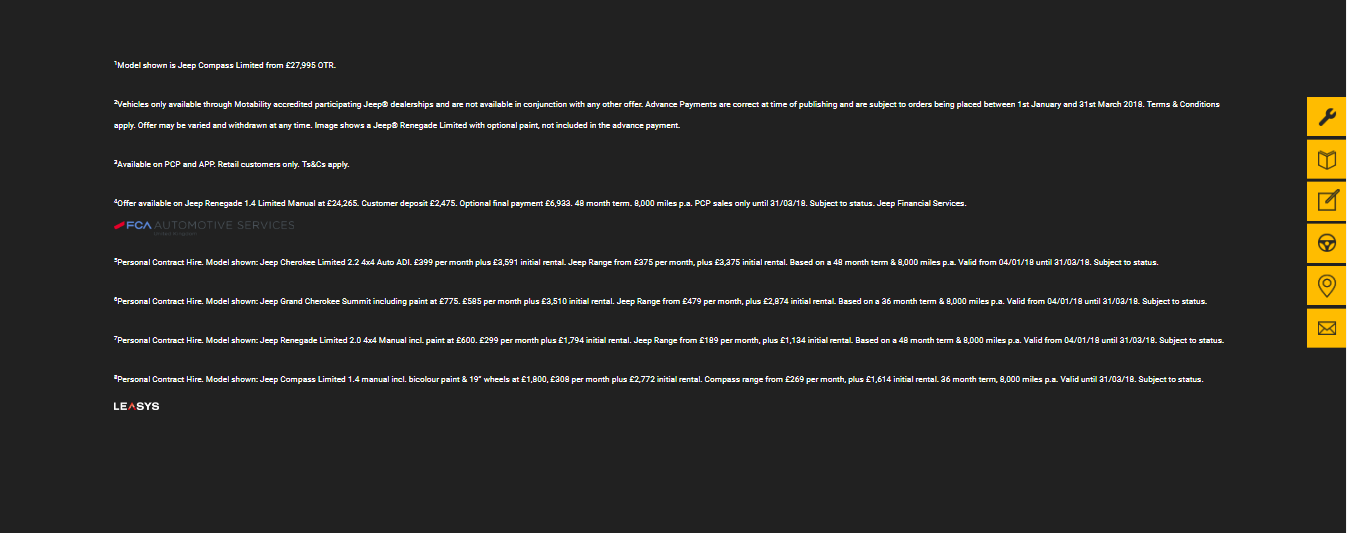 ¹Model shown is Jeep Compass Limited from £27,995 OTR.
²Vehicles only available through Motability accredited participating Jeep® dealerships and are not available in conjunction with any other offer. Advance Payments are correct at time of publishing and are subject to orders being placed between 1st January and 31st March 2018. Terms & Conditions
apply. Offer may be varied and withdrawn at any time. Image shows a Jeep® Renegade Limited with optional paint, not included in the advance payment.
³Available on PCP and APP. Retail customers only. Ts&Cs apply.
⁴Offer available on Jeep Renegade 1.4 Limited Manual at £24,265. Customer deposit £2,475. Optional final payment £6,933. 48 month term. 8,000 miles p.a. PCP sales only until 31/03/18. Subject to status. Jeep Financial Services.
FCA AUTOMOTIVE SERVICES
⁵Personal Contract Hire. Model shown: Jeep Cherokee Limited 2.2 4x4 Auto ADI. £399 per month plus £3,591 initial rental. Jeep Range from £375 per month, plus £3,375 initial rental. Based on a 48 month term & 8,000 miles p.a. Valid from 04/01/18 until 31/03/18. Subject to status.
⁶Personal Contract Hire. Model shown: Jeep Grand Cherokee Summit including paint at £775. £585 per month plus £3,510 initial rental. Jeep Range from £479 per month, plus £2,874 initial rental. Based on a 36 month term & 8,000 miles p.a. Valid from 04/01/18 until 31/03/18. Subject to status.
⁷Personal Contract Hire. Model shown: Jeep Renegade Limited 2.0 4x4 Manual incl. paint at £600. £299 per month plus £1,794 initial rental. Jeep Range from £189 per month, plus £1,134 initial rental. Based on a 48 month term & 8,000 miles p.a. Valid from 04/01/18 until 31/03/18. Subject to status.
⁸Personal Contract Hire. Model shown: Jeep Compass Limited 1.4 manual incl. bicolour paint & 19" wheels at £1,800, £308 per month plus £2,772 initial rental. Compass range from £269 per month, plus £1,614 initial rental. 36 month term, 8,000 miles p.a. Valid until 31/03/18. Subject to status.
LEASYS